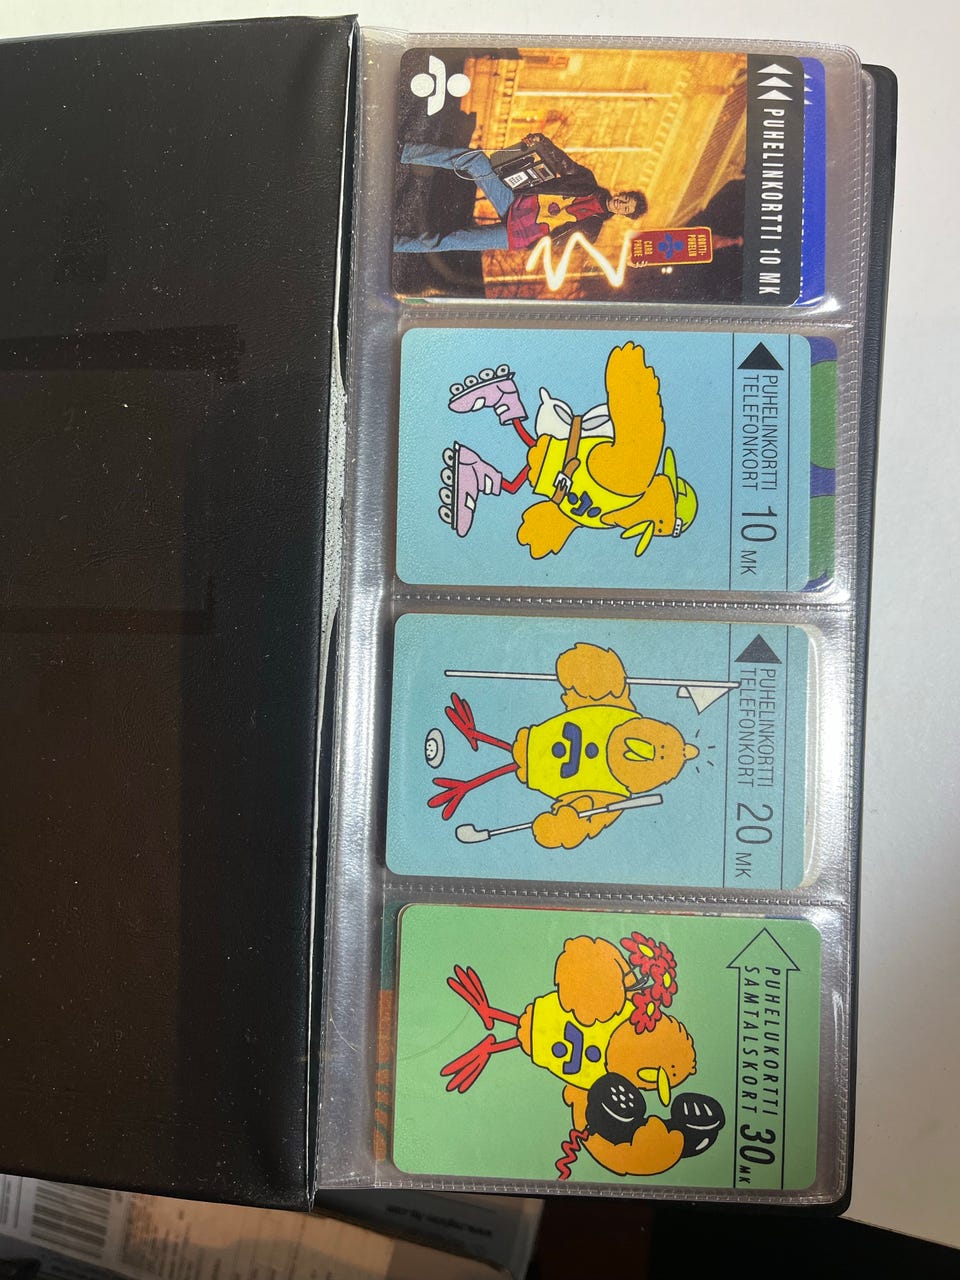 PUHELINKORTTI 10 MK
KORTTI-
PUHELIN
CARD
PHONE
PUHELINKORTTI
TELEFONKORT 10 MK
PUHELINKORTTI
TELEFONKORT 20 MK
PUHELUKORTTI
SAMTALSKORT 30 MK